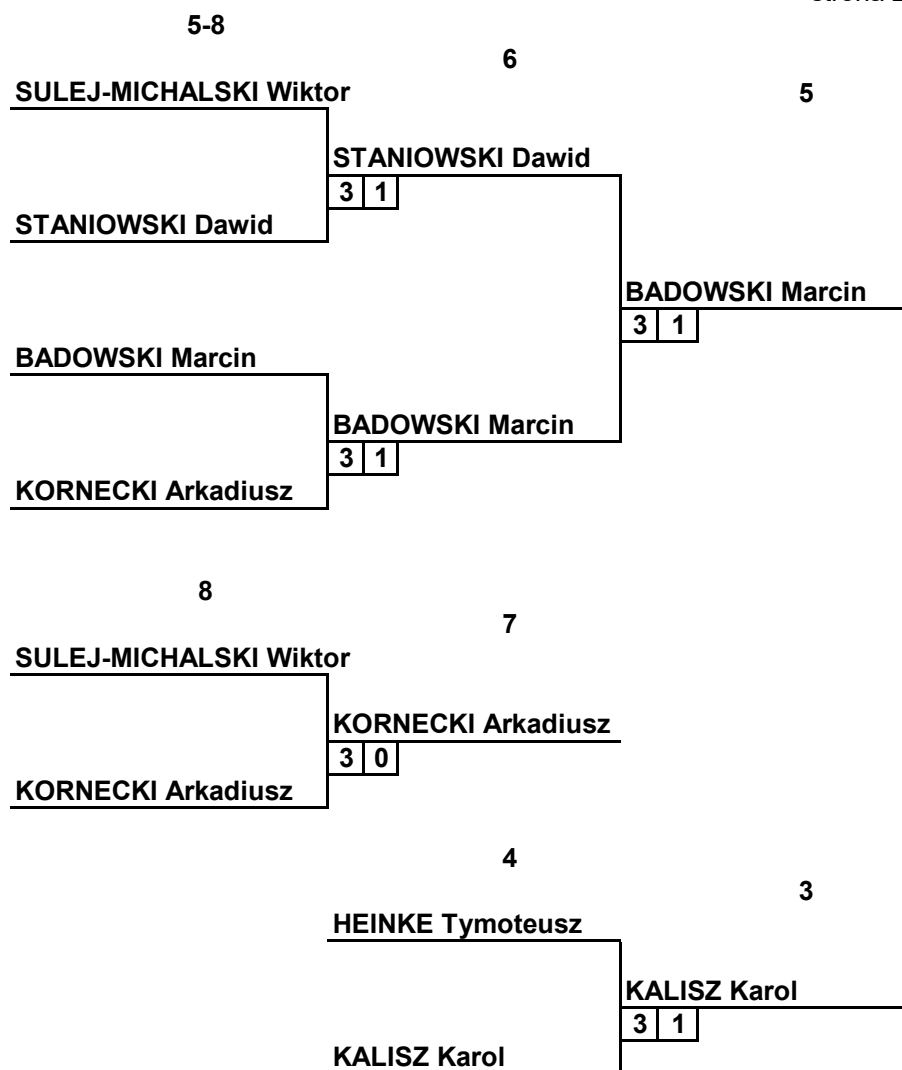 5-8
6
SULEJ-MICHALSKI Wiktor
5
STANIOWSKI Dawid
3 1
STANIOWSKI Dawid
BADOWSKI Marcin
3 1
BADOWSKI Marcin
BADOWSKI Marcin
3 1
KORNECKI Arkadiusz
8
7
SULEJ-MICHALSKI Wiktor
KORNECKI Arkadiusz
3 0
KORNECKI Arkadiusz
4
3
HEINKE Tymoteusz
KALISZ Karol
3 1
KALISZ Karol